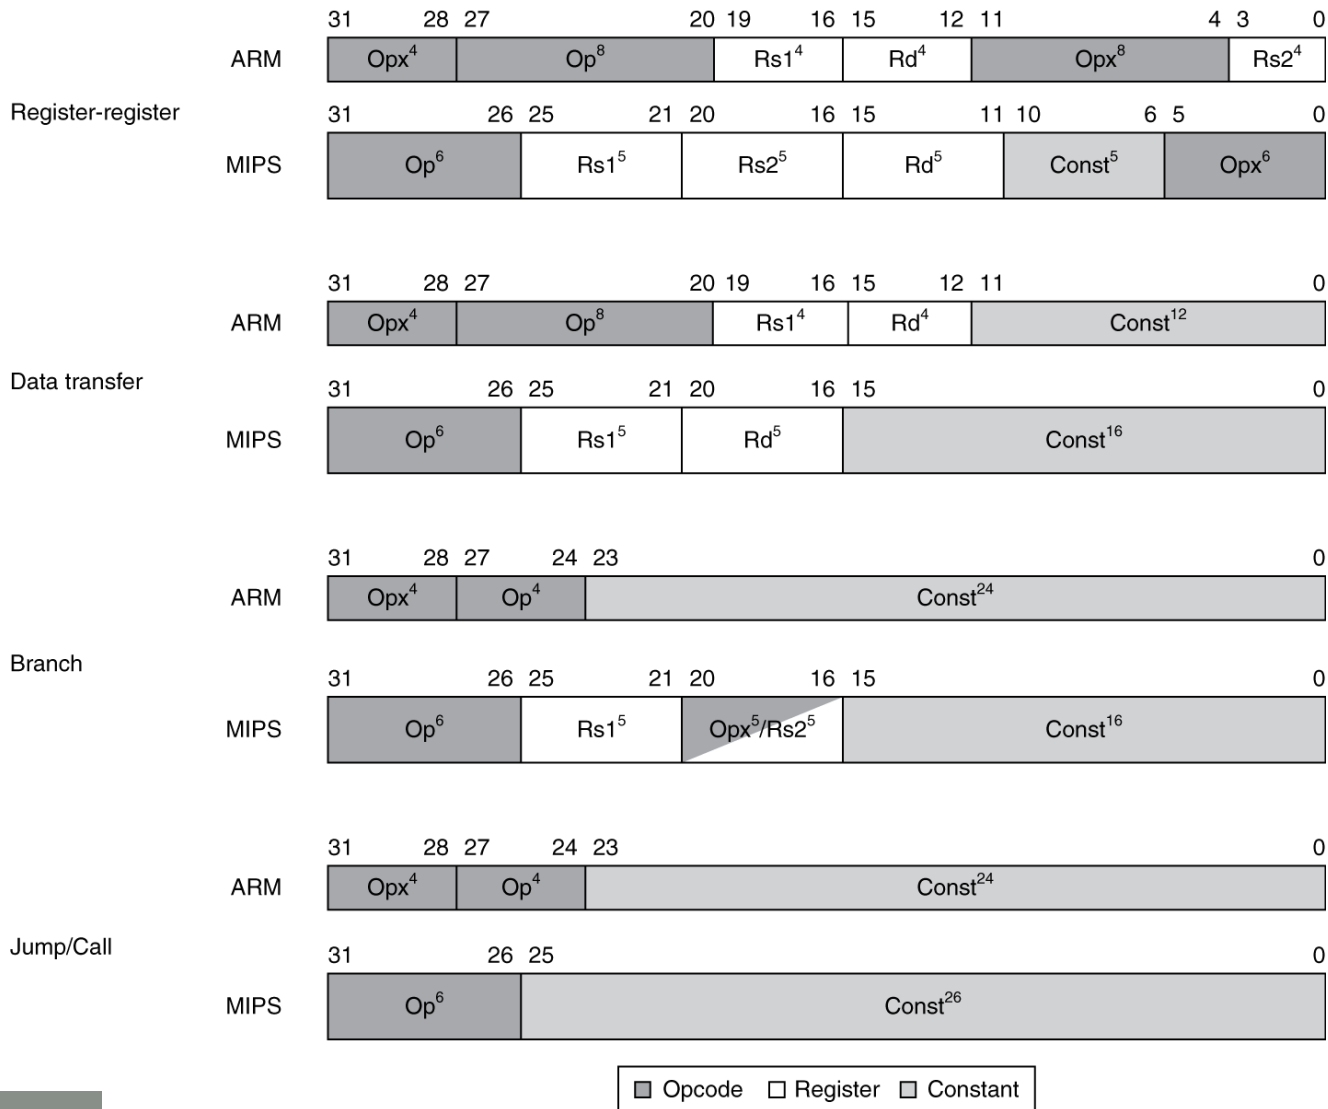 31 28 27 20 19 16 15 12 11 4 3 0
ARM Opx4 Op8 Rs14 Rd4 Opx8 Rs24
Register-register
31 26 25 21 20 16 15 11 10 6 5 0
MIPS Op6 Rs15 Rs25 Rd5 Const5 Opx6
31 28 27 20 19 16 15 12 11 0
ARM Opx4 Op8 Rs14 Rd4 Const12
Data transfer
31 26 25 21 20 16 15 0
MIPS Op6 Rs15 Rd5 Const16
31 28 27 24 23 0
ARM Opx4 Op4 Const24
Branch
31 26 25 21 20 16 15 0
MIPS Op6 Rs15 Opx5/Rs25 Const16
31 28 27 24 23 0
ARM Opx4 Op4 Const24
Jump/Call
31 26 25 0
MIPS Op6 Const26
Opcode Register Constant